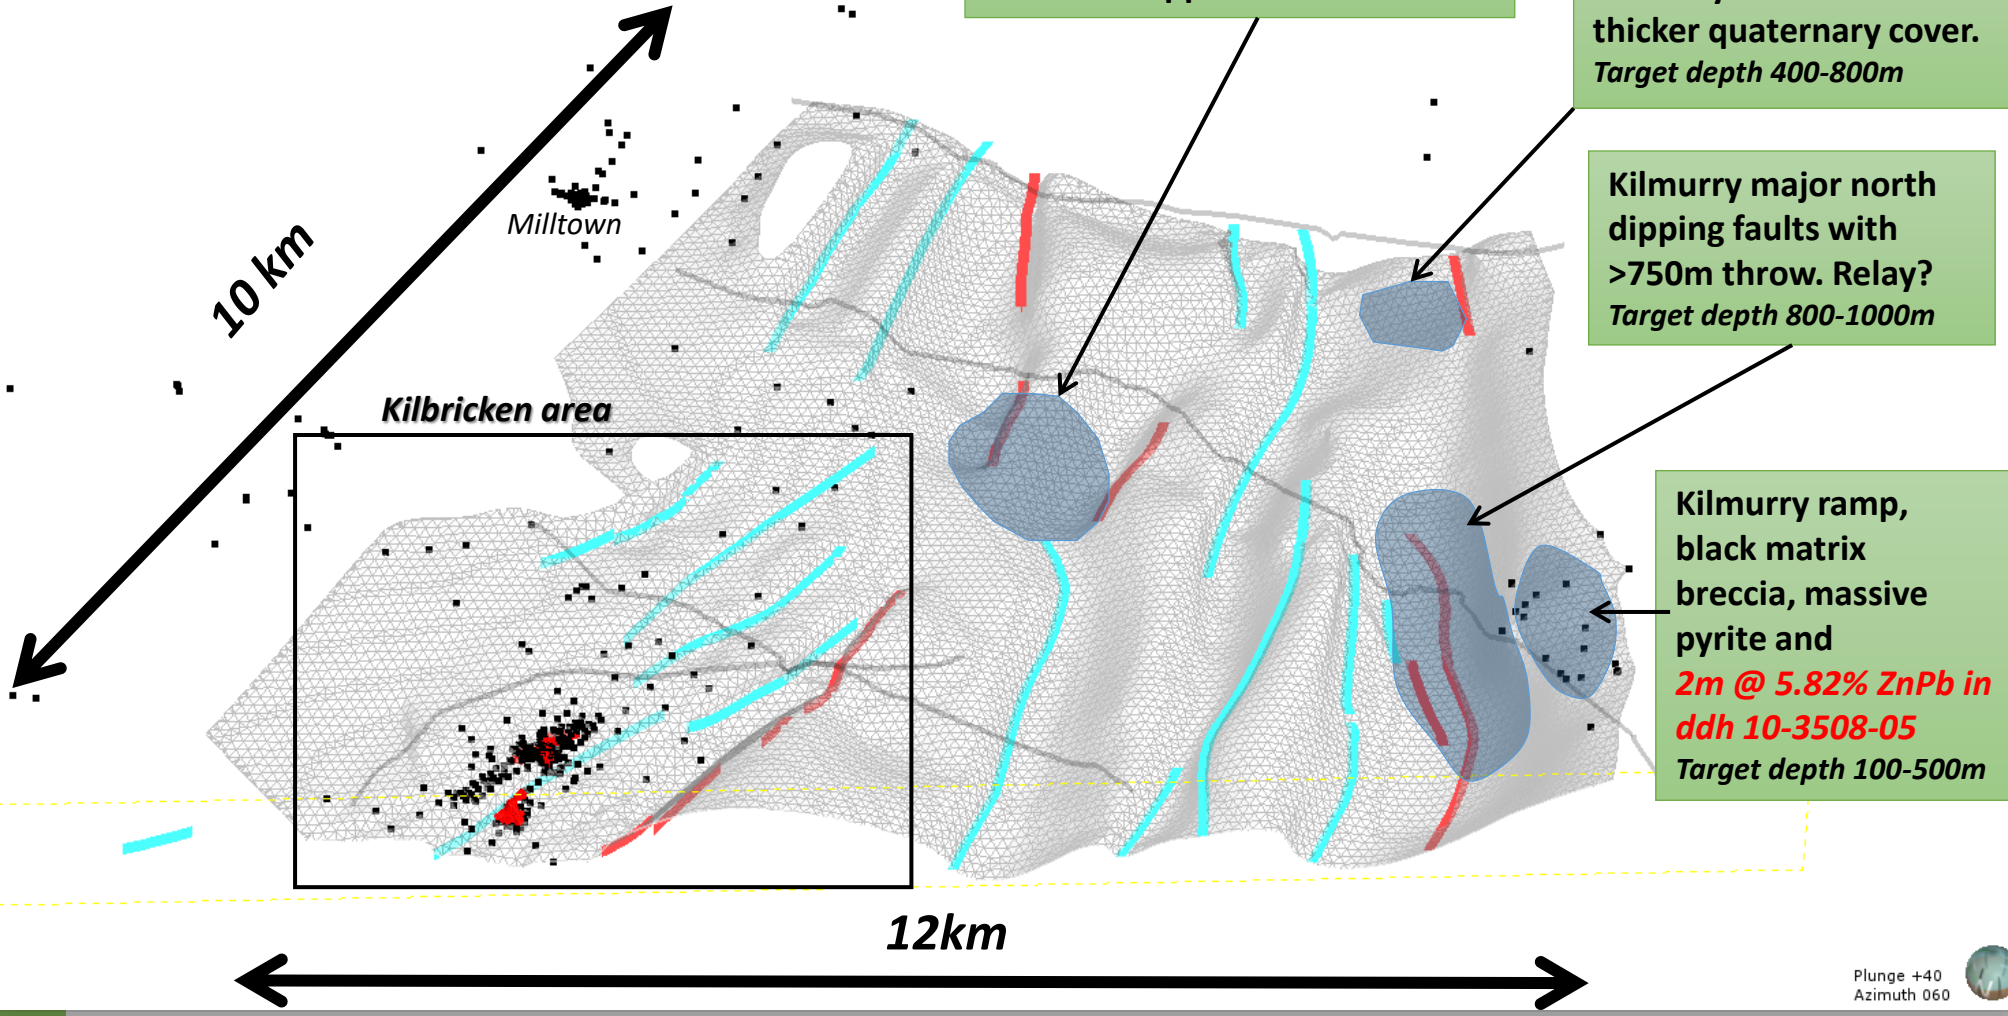 thicker quaternary cover.
Target depth 400-800m
Kilmurry major north
dipping faults with
>750m throw. Relay?
Target depth 800-1000m
Milltown
10 km
Kilbricken area
Kilmurry ramp,
black matrix
breccia, massive
pyrite and
2m @ 5.82% ZnPb in
ddh 10-3508-05
Target depth 100-500m
12km
Plunge +40
Azimuth 060